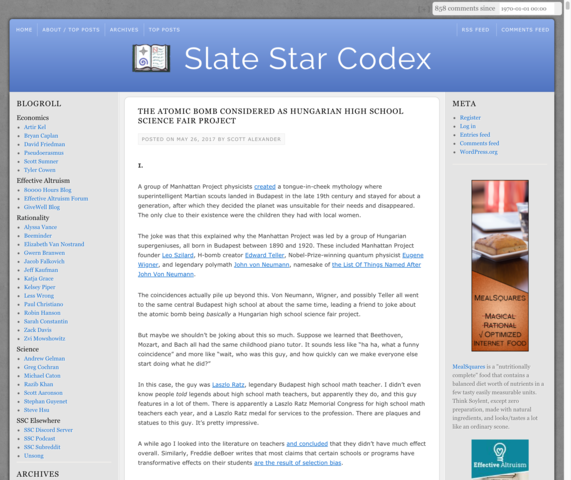 858 comments since 1970-01-01 00:00
HOME ABOUT / TOP POSTS ARCHIVES TOP POSTS RSS FEED COMMENTS FEED
Slate Star Codex
BLOGROLL
Economics
Artir Kel
Bryan Caplan
David Friedman
Pseudoerasmus
Scott Sumner
Tyler Cowen
Effective Altruism
80000 Hours Blog
Effective Altruism Forum
GiveWell Blog
Rationality
Alyssa Vance
Beeminder
Elizabeth Van Nostrand
Gwern Branwen
Jacob Falkovich
Jeff Kaufman
Katja Grace
Kelsey Piper
Less Wrong
Paul Christiano
Robin Hanson
Sarah Constantin
Zack Davis
Zvi Mowshowitz
Science
Andrew Gelman
Greg Cochran
Michael Caton
Razib Khan
Scott Aaronson
Stephan Guyenet
Steve Hsu
SSC Elsewhere
SSC Discord Server
SSC Podcast
SSC Subreddit
Unsong
ARCHIVES
THE ATOMIC BOMB CONSIDERED AS HUNGARIAN HIGH SCHOOL
SCIENCE FAIR PROJECT
POSTED ON MAY 26, 2017 BY SCOTT ALEXANDER
I.
A group of Manhattan Project physicists created a tongue-in-cheek mythology where
superintelligent Martian scouts landed in Budapest in the late 19th century and stayed for about a
generation, after which they decided the planet was unsuitable for their needs and disappeared.
The only clue to their existence were the children they had with local women.
The joke was that this explained why the Manhattan Project was led by a group of Hungarian
supergeniuses, all born in Budapest between 1890 and 1920. These included Manhattan Project
founder Leo Szilard, H-bomb creator Edward Teller, Nobel-Prize-winning quantum physicist Eugene
Wigner, and legendary polymath John von Neumann, namesake of the List Of Things Named After
John Von Neumann.
The coincidences actually pile up beyond this. Von Neumann, Wigner, and possibly Teller all went
to the same central Budapest high school at about the same time, leading a friend to joke about
the atomic bomb being basically a Hungarian high school science fair project.
But maybe we shouldn't be joking about this so much. Suppose we learned that Beethoven,
Mozart, and Bach all had the same childhood piano tutor. It sounds less like "ha ha, what a funny
coincidence" and more like "wait, who was this guy, and how quickly can we make everyone else
start doing what he did?"
In this case, the guy was Laszlo Ratz, legendary Budapest high school math teacher. I didn't even
know people told legends about high school math teachers, but apparently they do, and this guy
features in a lot of them. There is apparently a Laszlo Ratz Memorial Congress for high school math
teachers each year, and a Laszlo Ratz medal for services to the profession. There are plaques and
statues to this guy. It's pretty impressive.
A while ago I looked into the literature on teachers and concluded that they didn't have much effect
overall. Similarly, Freddie deBoer writes that most claims that certain schools or programs have
transformative effects on their students are the result of selection bias.
META
Register
Log in
Entries feed
Comments feed
WordPress.org
MEALSQUARES
MAGICAL
RATIONAL
√ OPTIMIZED
INTERNET FOOD
MealSquares is a "nutritionally
complete" food that contains a
balanced diet worth of nutrients in a
few tasty easily measurable units.
Think Soylent, except zero
preparation, made with natural
ingredients, and looks/tastes a lot
like an ordinary scone.
Effective Altruism